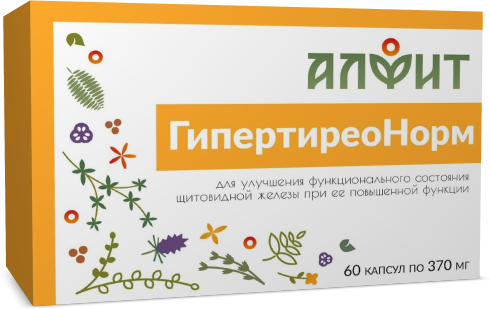 АЛФИТ
ГипертиреоНорм
для улучшения функционального состояния
щитовидной железы при ее повышенной функции
60 капсул по 370 мг